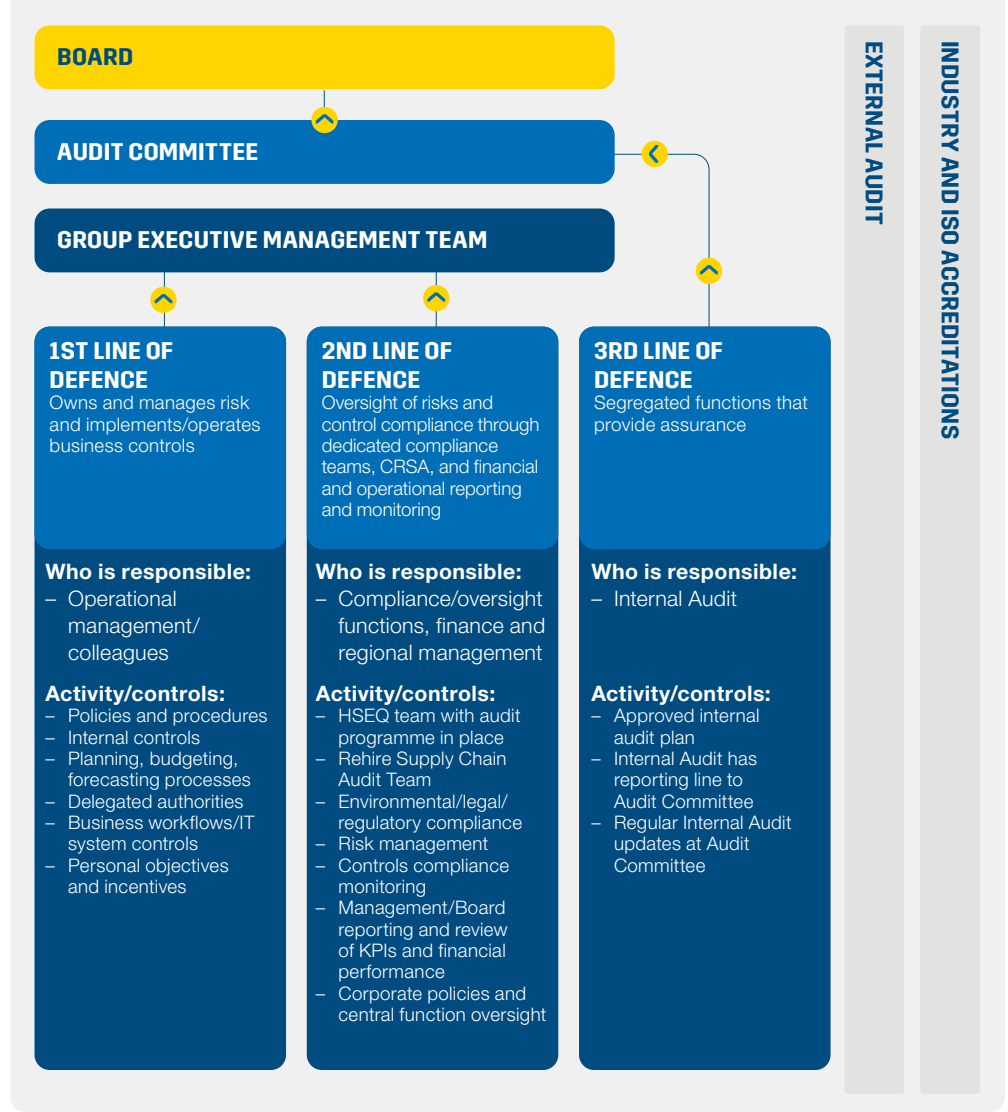 BOARD
AUDIT COMMITTEE
GROUP EXECUTIVE MANAGEMENT TEAM
1ST LINE OF
DEFENCE
Owns and manages risk
and implements/operates
business controls
Who is responsible:
– Operational
management/
colleagues
Activity/controls:
– Policies and procedures
– Internal controls
– Planning, budgeting,
forecasting processes
– Delegated authorities
– Business workflows/IT
system controls
– Personal objectives
and incentives
2ND LINE OF
DEFENCE
Oversight of risks and
control compliance through
dedicated compliance
teams, CRSA, and financial
and operational reporting
and monitoring
Who is responsible:
– Compliance/oversight
functions, finance and
regional management
Activity/controls:
– HSEQ team with audit
programme in place
– Rehire Supply Chain
Audit Team
– Environmental/legal/
regulatory compliance
– Risk management
– Controls compliance
monitoring
– Management/Board
reporting and review
of KPIs and financial
performance
– Corporate policies and
central function oversight
3RD LINE OF
DEFENCE
Segregated functions that
provide assurance
Who is responsible:
– Internal Audit
Activity/controls:
– Approved internal
audit plan
– Internal Audit has
reporting line to
Audit Committee
– Regular Internal Audit
updates at Audit
Committee
EXTERNAL AUDIT
INDUSTRY AND ISO ACCREDITATIONS